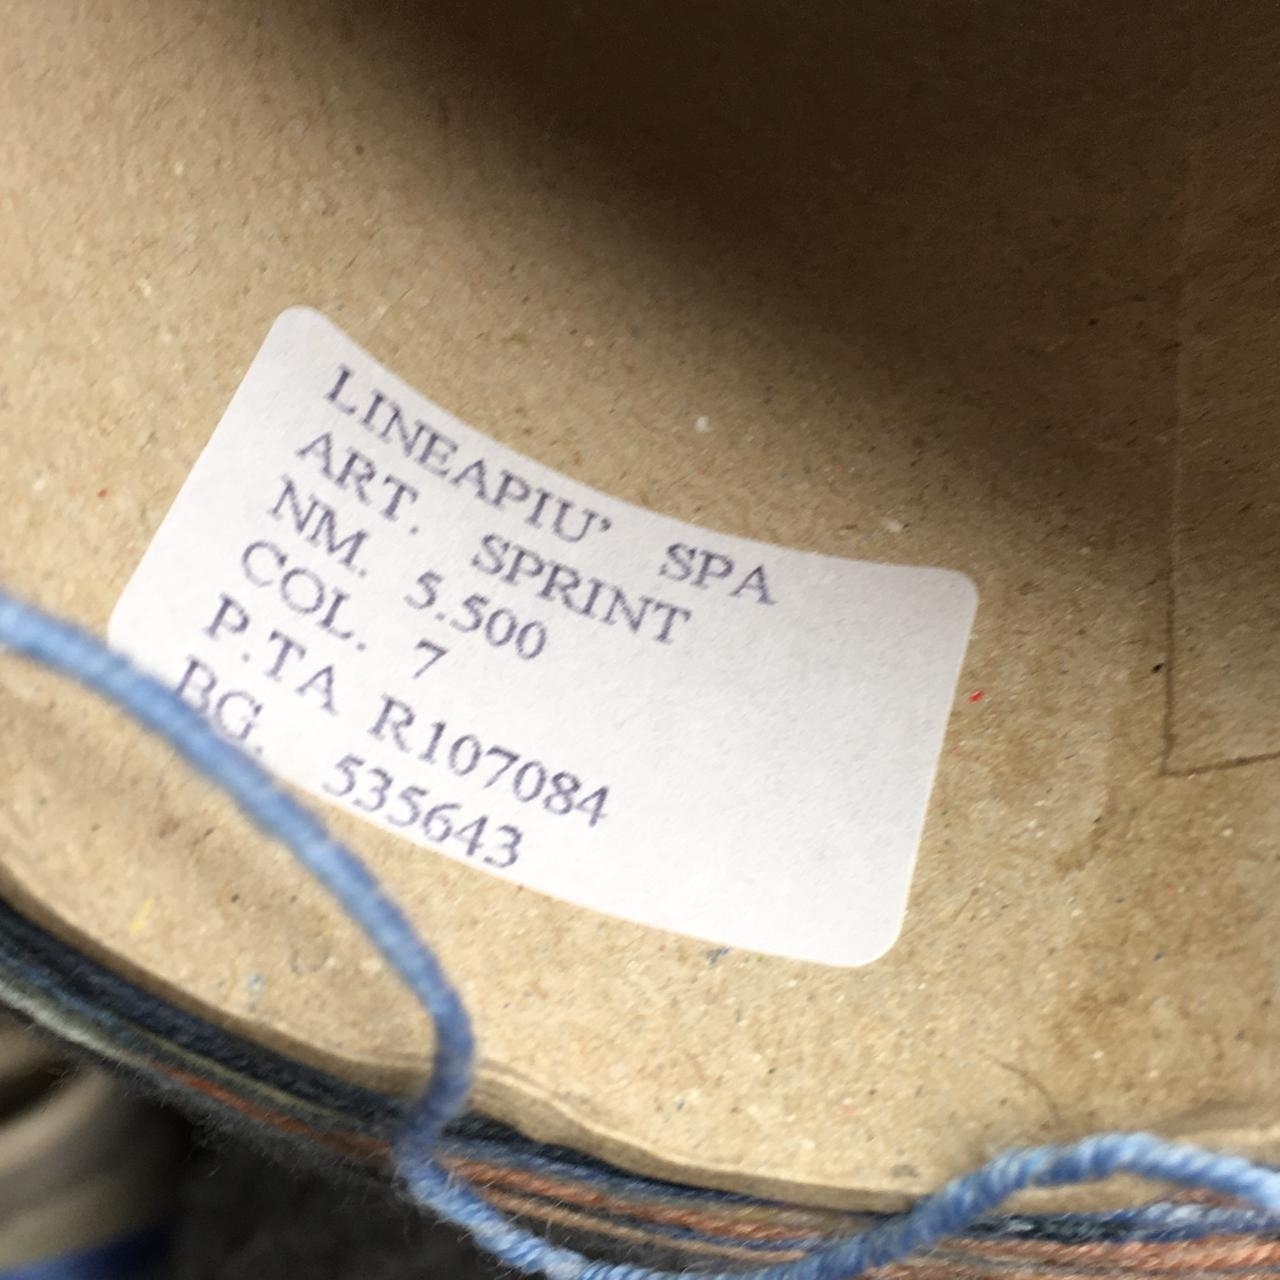 LINEAPIU' SPA
ART. SPRINT
NM. 5.500
COL. 7
P.TA R107084
BG. 535643